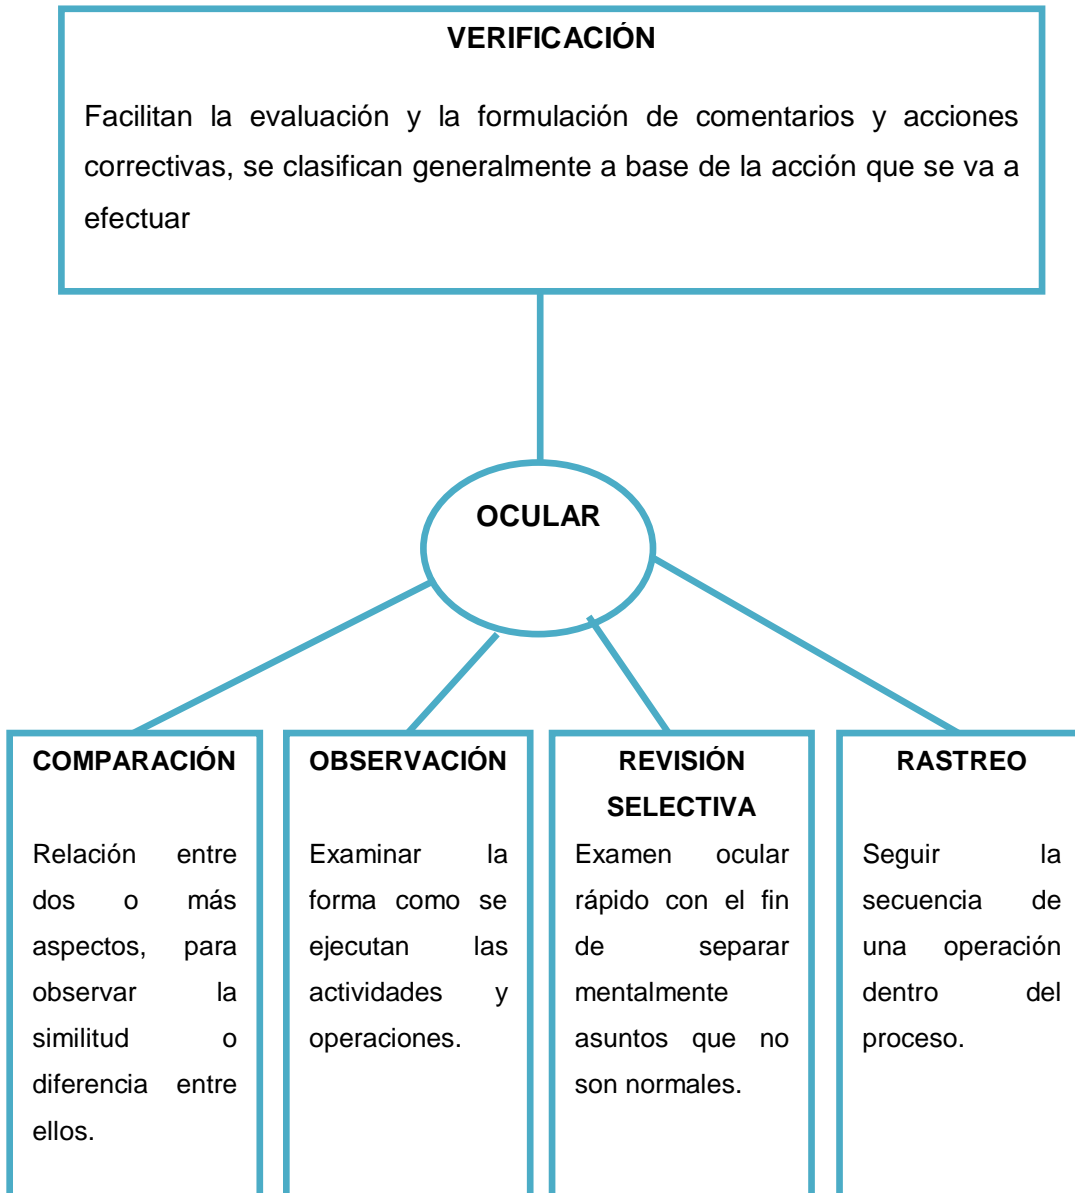 VERIFICACIÓN
Facilitan la evaluación y la formulación de comentarios y acciones
correctivas, se clasifican generalmente a base de la acción que se va a
efectuar
OCULAR
COMPARACIÓN
Relación entre
dos o más
aspectos, para
observar la
similitud o
diferencia entre
ellos.
OBSERVACIÓN
Examinar la
forma como se
ejecutan las
actividades y
operaciones.
REVISIÓN
SELECTIVA
Examen ocular
rápido con el fin
de separar
mentalmente
asuntos que no
son normales.
RASTREO
Seguir la
secuencia de
una operación
dentro del
proceso.